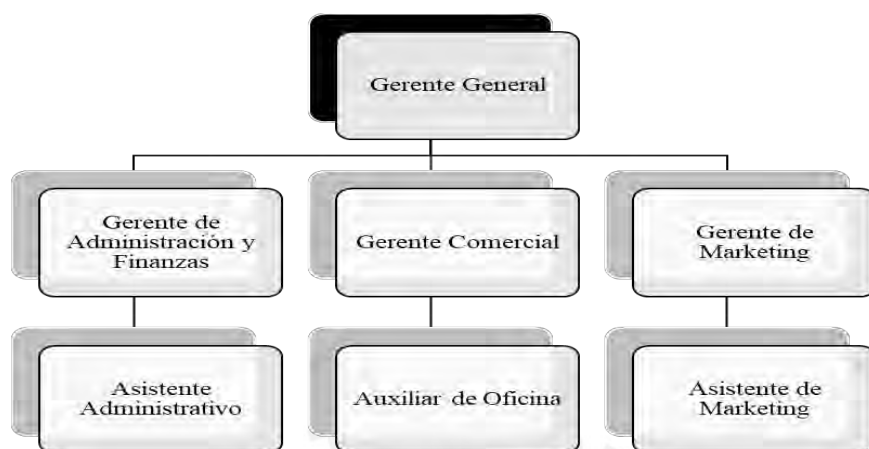 Gerente General
Gerente de
Administración y
Finanzas
Gerente Comercial
Gerente de
Marketing
Asistente
Administrativo
Auxiliar de Oficina
Asistente de
Marketing